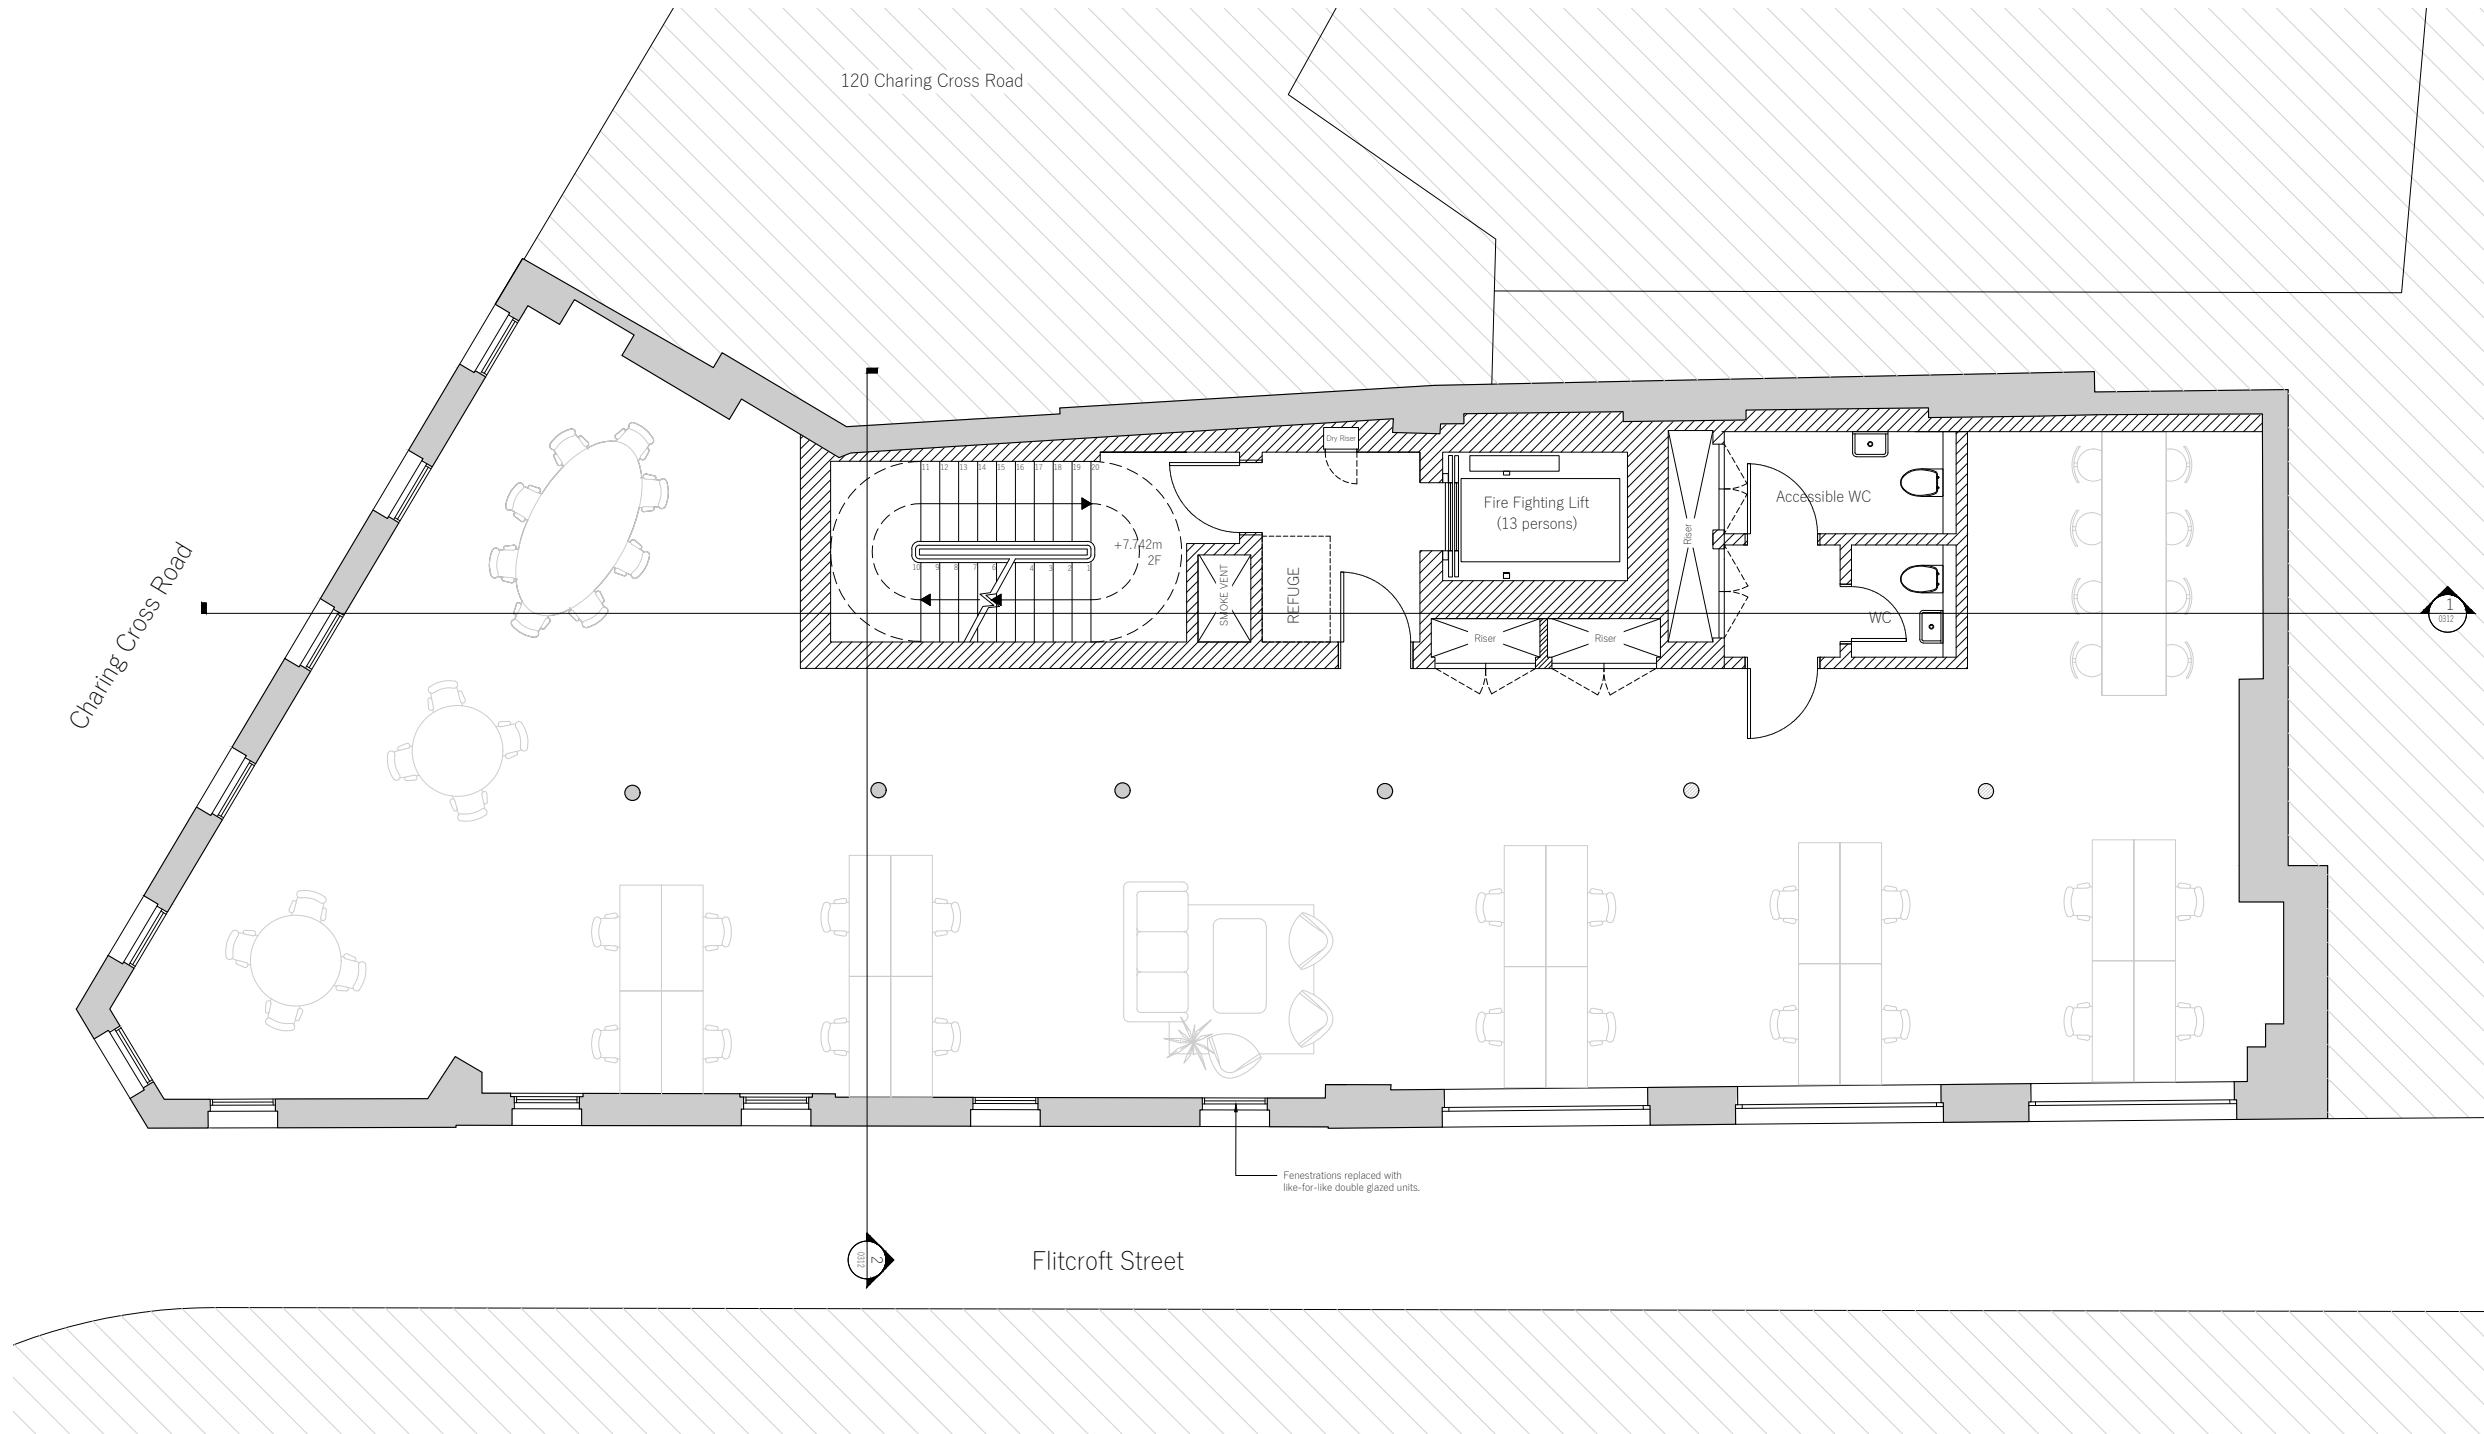 120 Charing Cross Road
Charing Cross Road
11 12 13 14 15 16 17 18 19 20
10 9 8 7 6 4 3 2 1
+7.742m
2F
SMOKE VENT
REFUGE
Dry Riser
Fire Fighting Lift
(13 persons)
Riser
Riser
Riser
Accessible WC
WC
1
0312
Fenestrations replaced with
like-for-like double glazed units.
2
0312
Flitcroft Street